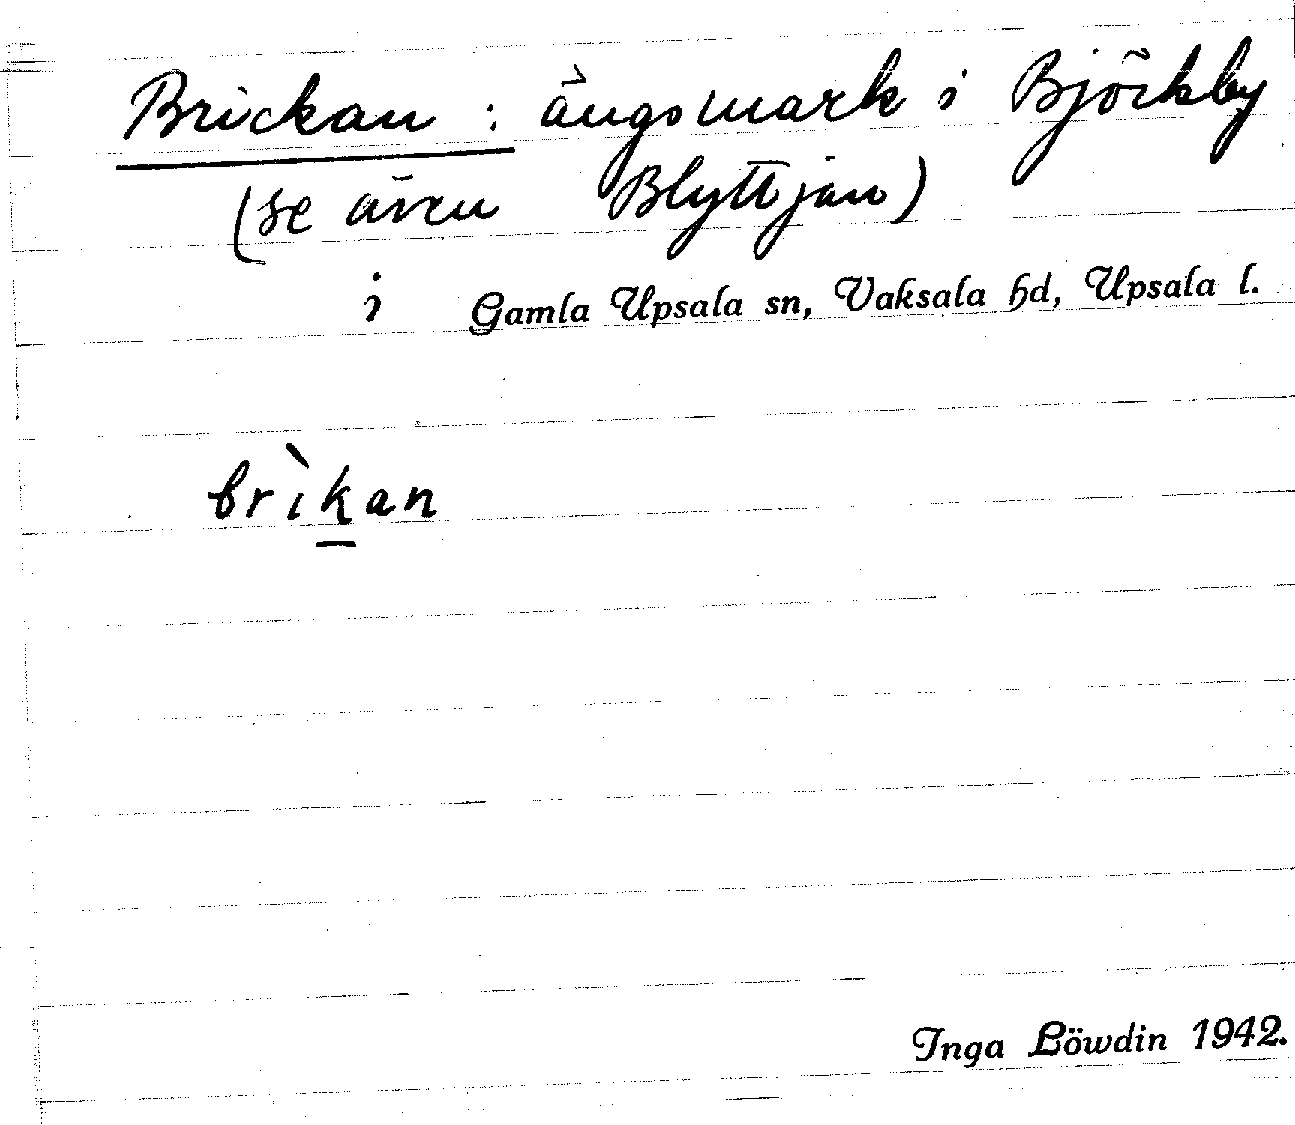 Brickan : ängsmark i Björkby
(se även Blyttjan)
i Gamla Upsala sn, Vaksala hd, Upsala l.
brìkan
Inga Löwdin 1942.